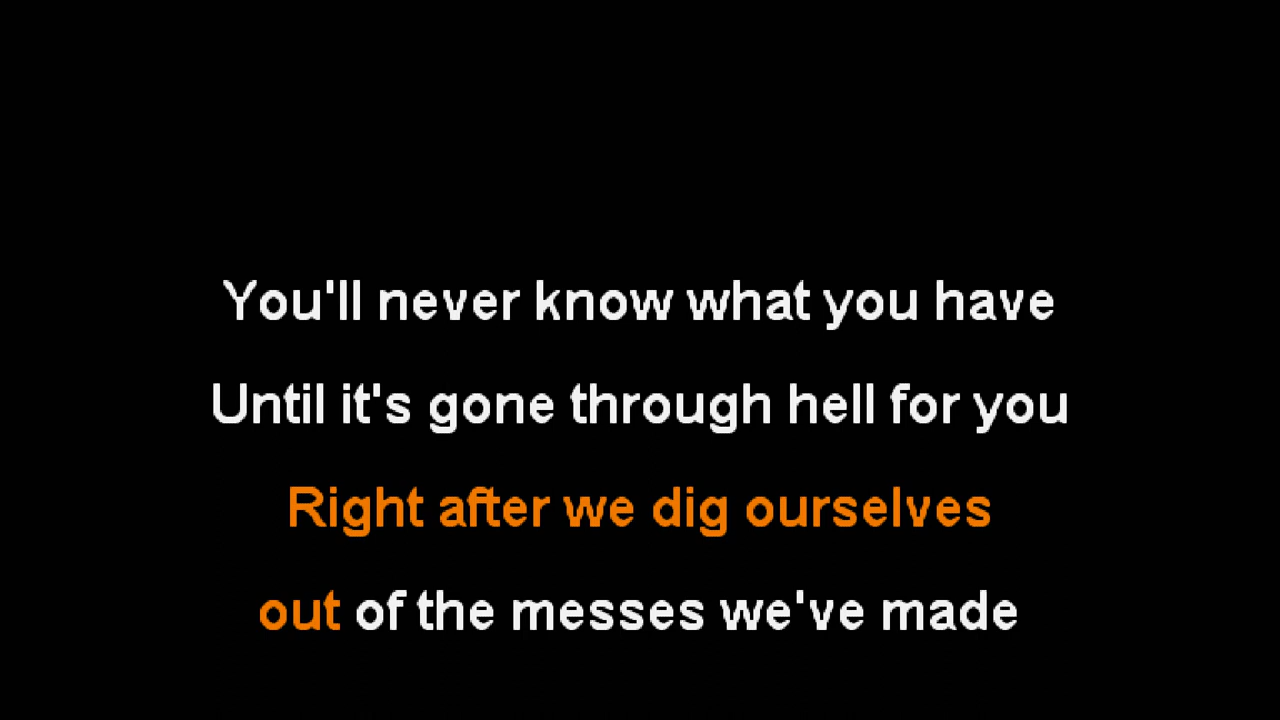 You'll never know what you have
Until it's gone through hell for you
Right after we dig ourselves
out of the messes we've made